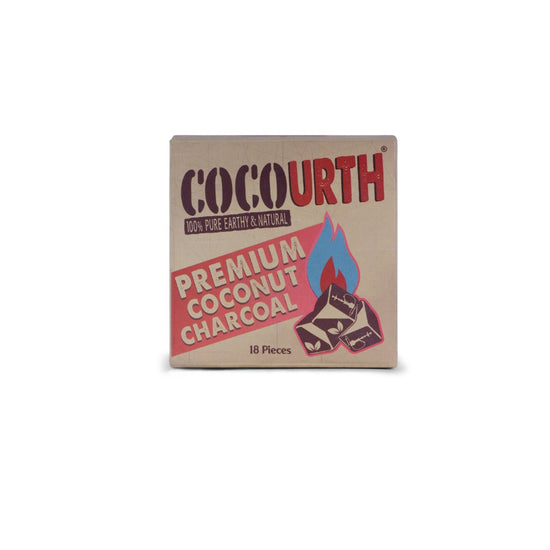 COCOURTH®
100% PURE EARTHY & NATURAL
PREMIUM
COCONUT
CHARCOAL
18 Pieces